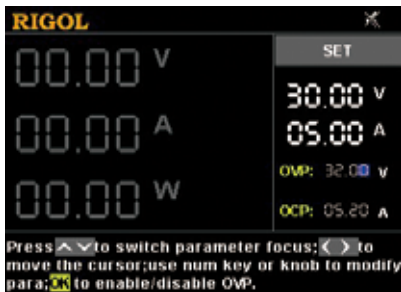 RIGOL
SET
00.00 V
30.00 V
00.00 A
05.00 A
OVP: 32.00 V
00.00 W
OCP: 05.20 A
Press to switch parameter focus; to
move the cursor;use num key or knob to modify
para;OK to enable/disable OVP.